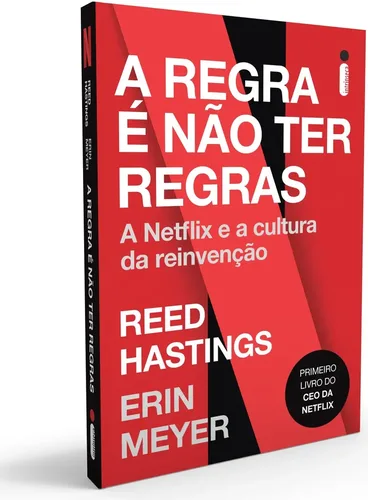 intrínseca
A REGRA
É NÃO TER
REGRAS
A Netflix e a cultura
da reinvenção
REED
HASTINGS
ERIN
MEYER
PRIMEIRO
LIVRO DO
CEO DA
NETFLIX
N
REED
HASTINGS
ERIN
MEYER
A REGRA É NÃO TER REGRAS
intrínseca